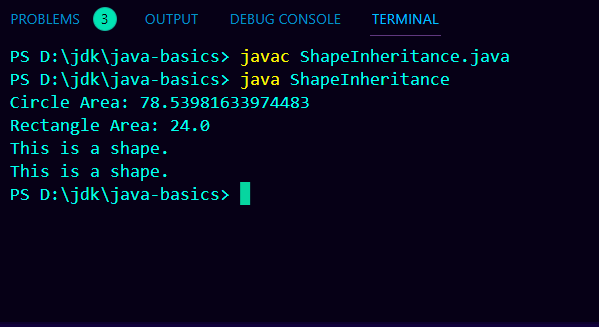 PROBLEMS 3 OUTPUT DEBUG CONSOLE TERMINAL
PS D:\jdk\java-basics> javac ShapeInheritance.java
PS D:\jdk\java-basics> java ShapeInheritance
Circle Area: 78.53981633974483
Rectangle Area: 24.0
This is a shape.
This is a shape.
PS D:\jdk\java-basics>